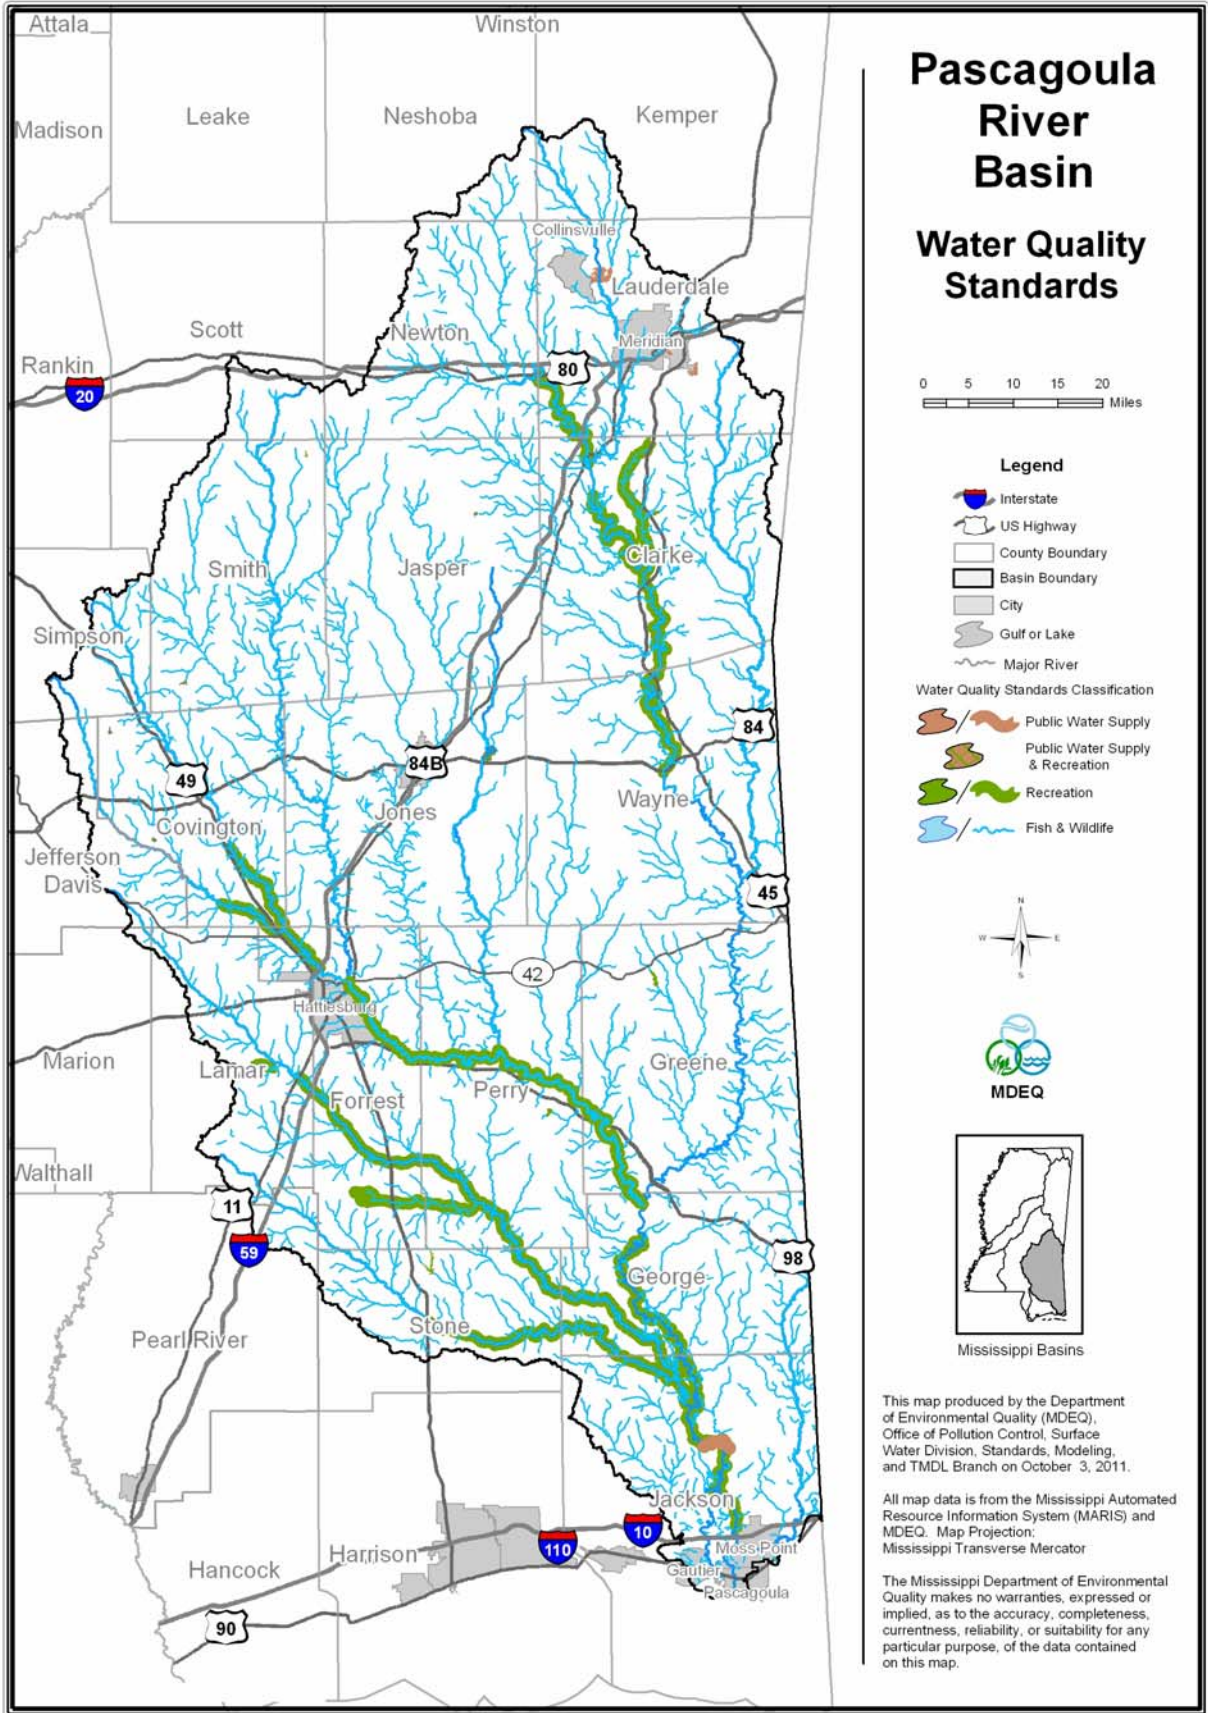 Attala
Winston
Madison
Leake
Neshoba
Kemper
Collinsvulle
Lauderdale
Scott
Newton
Meridian
Rankin
20
80
Smith
Jasper
Clarke
Simpson
84
84B
49
Wayne
Covington
Jones
Jefferson
Davis
45
42
Hattiesburg
Marion
Lamar
Greene
Perry
Forrest
Walthall
11
59
98
George
Stone
Pearl River
Jackson
10
110
Harrison
Moss Point
Hancock
Gautier
Pascagoula
90
Pascagoula
River
Basin
Water Quality
Standards
0 5 10 15 20
Miles
Legend
Interstate
US Highway
County Boundary
Basin Boundary
City
Gulf or Lake
Major River
Water Quality Standards Classification
/ Public Water Supply
Public Water Supply
& Recreation
/ Recreation
/ Fish & Wildlife
N
W E
S
MDEQ
Mississippi Basins
This map produced by the Department
of Environmental Quality (MDEQ),
Office of Pollution Control, Surface
Water Division, Standards, Modeling,
and TMDL Branch on October 3, 2011.
All map data is from the Mississippi Automated
Resource Information System (MARIS) and
MDEQ. Map Projection:
Mississippi Transverse Mercator
The Mississippi Department of Environmental
Quality makes no warranties, expressed or
implied, as to the accuracy, completeness,
currentness, reliability, or suitability for any
particular purpose, of the data contained
on this map.